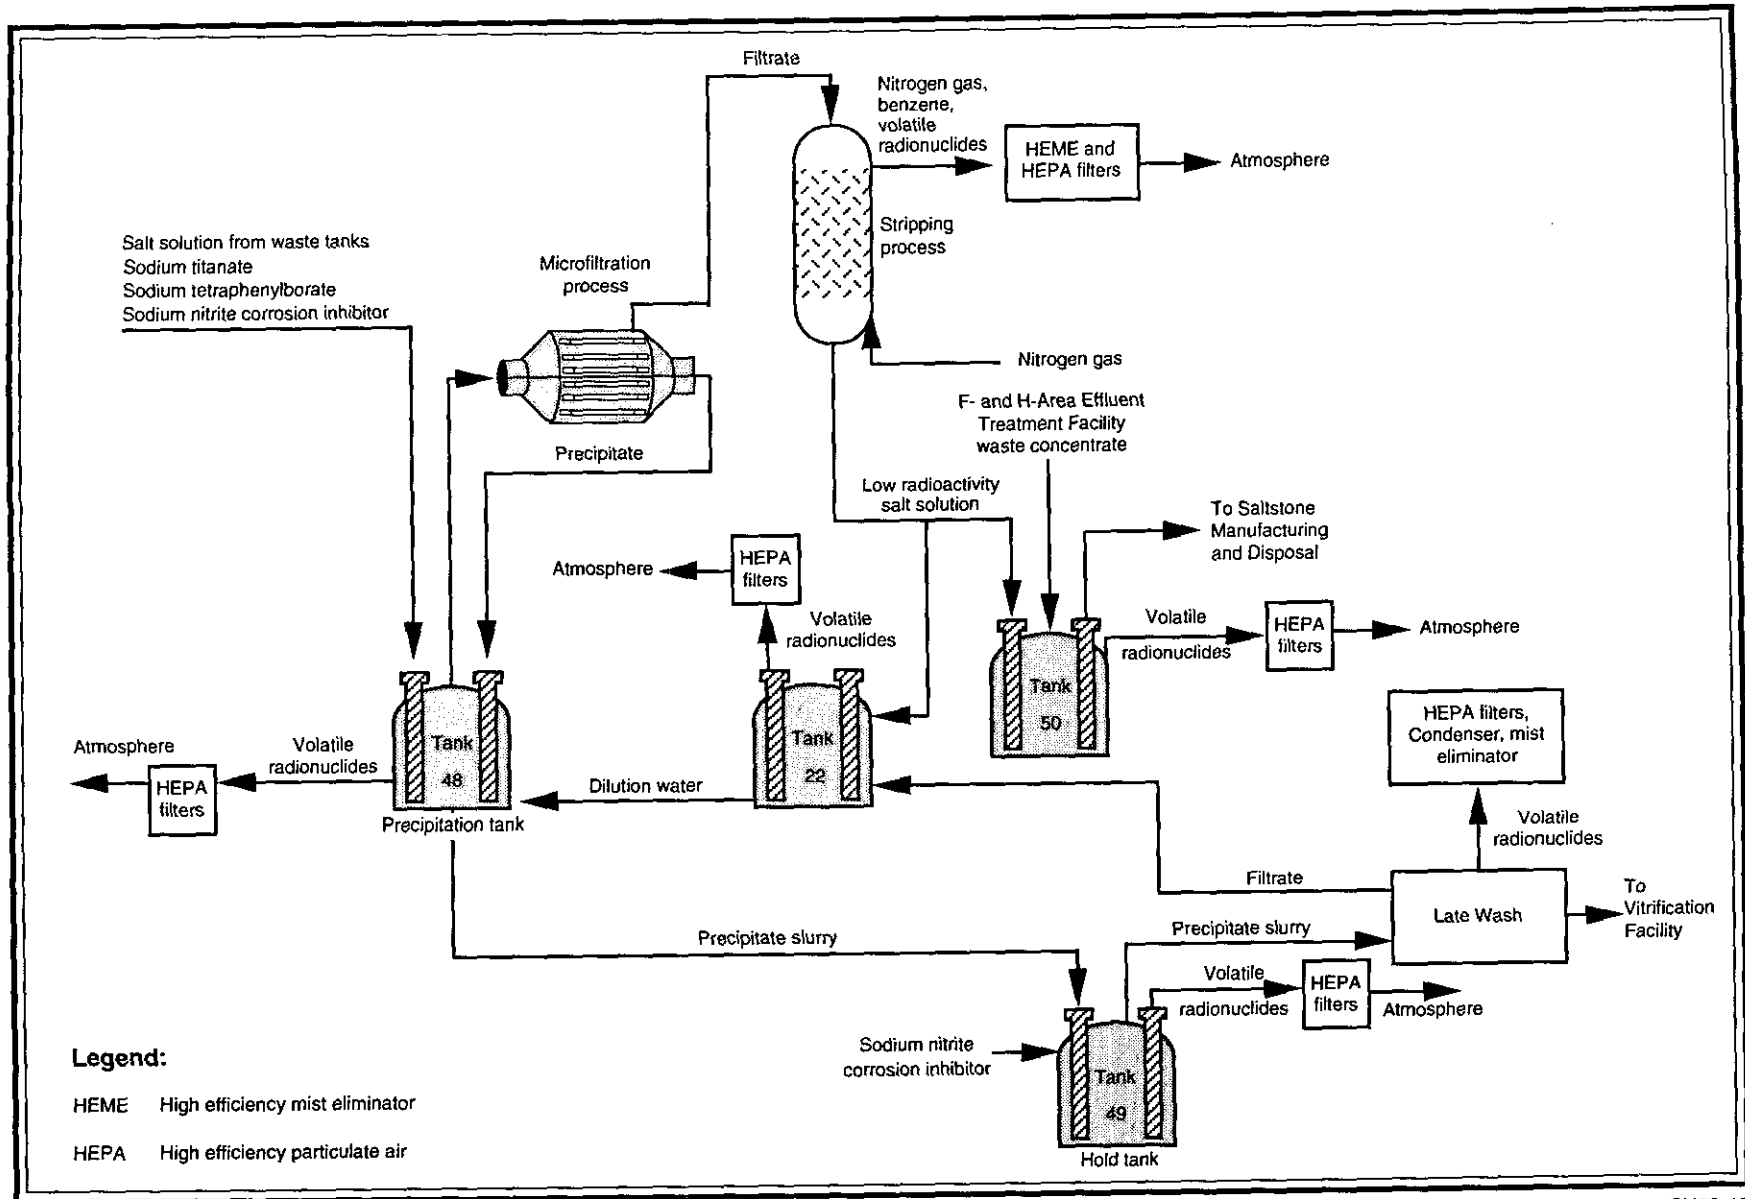 Filtrate
Nitrogen gas,
benzene,
volatile
radionuclides
HEME and
HEPA filters
Atmosphere
Stripping
process
Salt solution from waste tanks
Sodium titanate
Sodium tetraphenylborate
Sodium nitrite corrosion inhibitor
Microfiltration
process
Nitrogen gas
F- and H-Area Effluent
Treatment Facility
waste concentrate
Precipitate
Low radioactivity
salt solution
To Saltstone
Manufacturing
and Disposal
Atmosphere
HEPA
filters
Volatile
radionuclides
Volatile
radionuclides
HEPA
filters
Atmosphere
Tank
50
HEPA filters,
Condenser, mist
eliminator
Atmosphere
HEPA
filters
Volatile
radionuclides
Tank
48
Precipitation tank
Dilution water
Tank
22
Volatile
radionuclides
Filtrate
Late Wash
To
Vitrification
Facility
Precipitate slurry
Precipitate slurry
Volatile
radionuclides
HEPA
filters
Atmosphere
Sodium nitrite
corrosion inhibitor
Tank
49
Hold tank
Legend:
HEME High efficiency mist eliminator
HEPA High efficiency particulate air